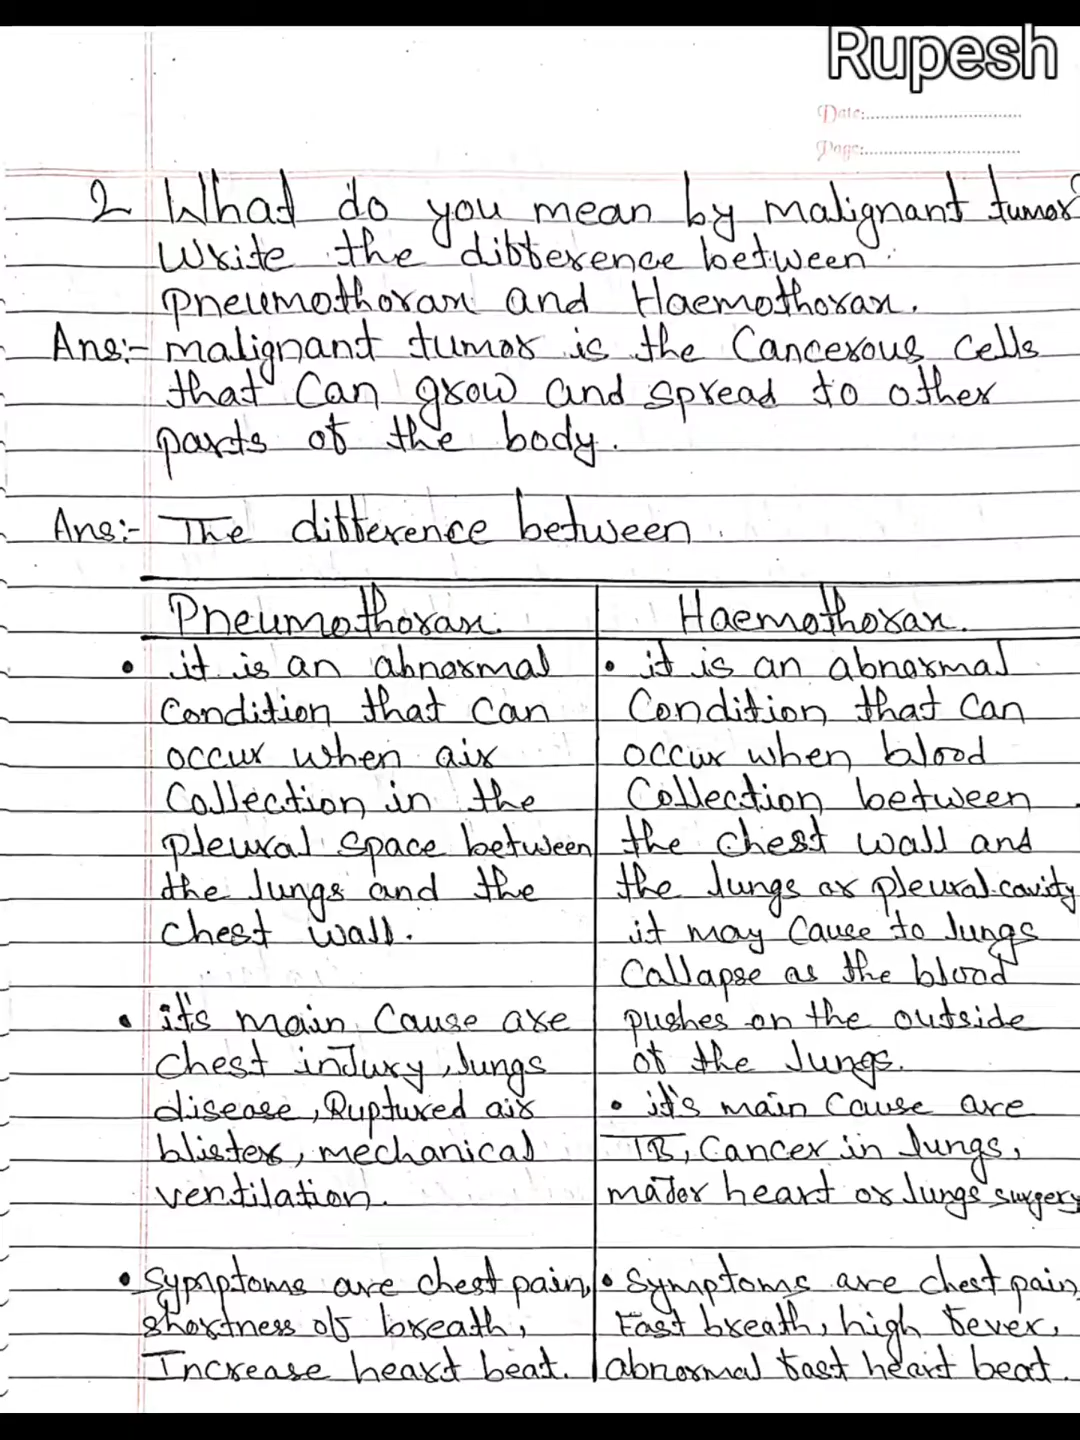 Rupesh
Date:
Page:
2 What do you mean by malignant tumor?
Write the difference between
Pneumothorax and Haemothorax.
Ans:- malignant tumor is the Cancerous Cells
that Can grow and spread to other
parts of the body.
Ans:- The difference between
Pneumothorax.
• it is an abnormal
Condition that Can
occur when air
Collection in the
pleural space between
the lungs and the
chest wall.
• it's main Cause are
chest inJury, lungs
disease, Ruptured air
blister, mechanical
ventilation.
• Symptoms are chest pain,
shortness of breath,
Increase heart beat.
Haemothorax.
• it is an abnormal
Condition that Can
occur when blood
Collection between
the chest wall and
the lungs or pleural cavity
it may Cause to lungs
Collapse as the blood
pushes on the outside
of the lungs.
• it's main Cause are
TB, Cancer in lungs,
maJor heart or lungs surgery
• Symptoms are chest pain,
Fast breath, high fever,
abnormal fast heart beat.